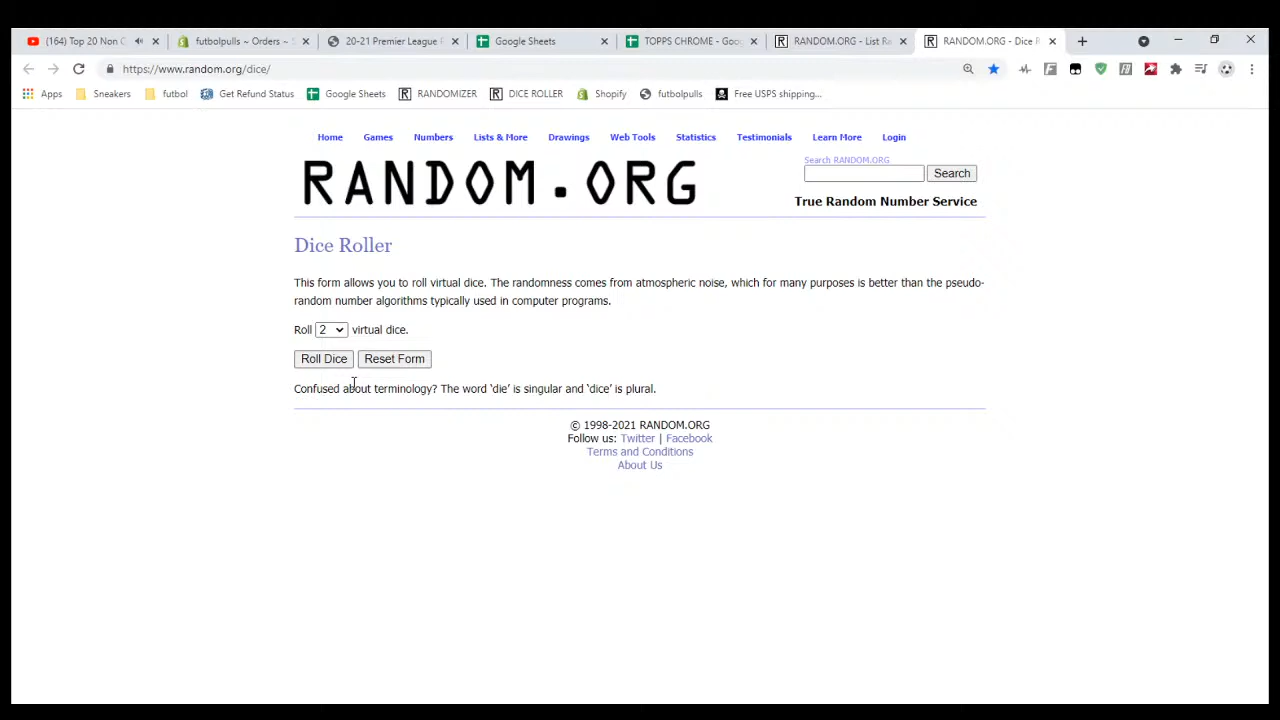 (164) Top 20 Non C
futbolpulls ~ Orders ~ S
20-21 Premier League F
Google Sheets
TOPPS CHROME - Goog
RANDOM.ORG - List Ra
RANDOM.ORG - Dice R
https://www.random.org/dice/
Apps
Sneakers
futbol
Get Refund Status
Google Sheets
RANDOMIZER
DICE ROLLER
Shopify
futbolpulls
Free USPS shipping...
Home Games Numbers Lists & More Drawings Web Tools Statistics Testimonials Learn More Login
RANDOM.ORG
Search RANDOM.ORG
Search
True Random Number Service
Dice Roller
This form allows you to roll virtual dice. The randomness comes from atmospheric noise, which for many purposes is better than the pseudo-
random number algorithms typically used in computer programs.
Roll 2 virtual dice.
Roll Dice Reset Form
Confused about terminology? The word ‘die’ is singular and ‘dice’ is plural.
© 1998-2021 RANDOM.ORG
Follow us: Twitter | Facebook
Terms and Conditions
About Us